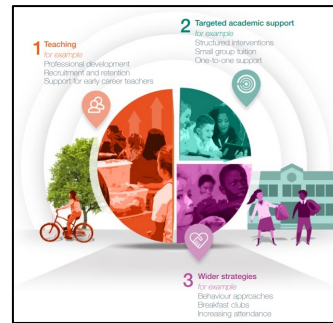 1 Teaching
for example
Professional development
Recruitment and retention
Support for early career teachers
2 Targeted academic support
for example
Structured interventions
Small group tuition
One-to-one support
3 Wider strategies
for example
Behaviour approaches
Breakfast clubs
Increasing attendance